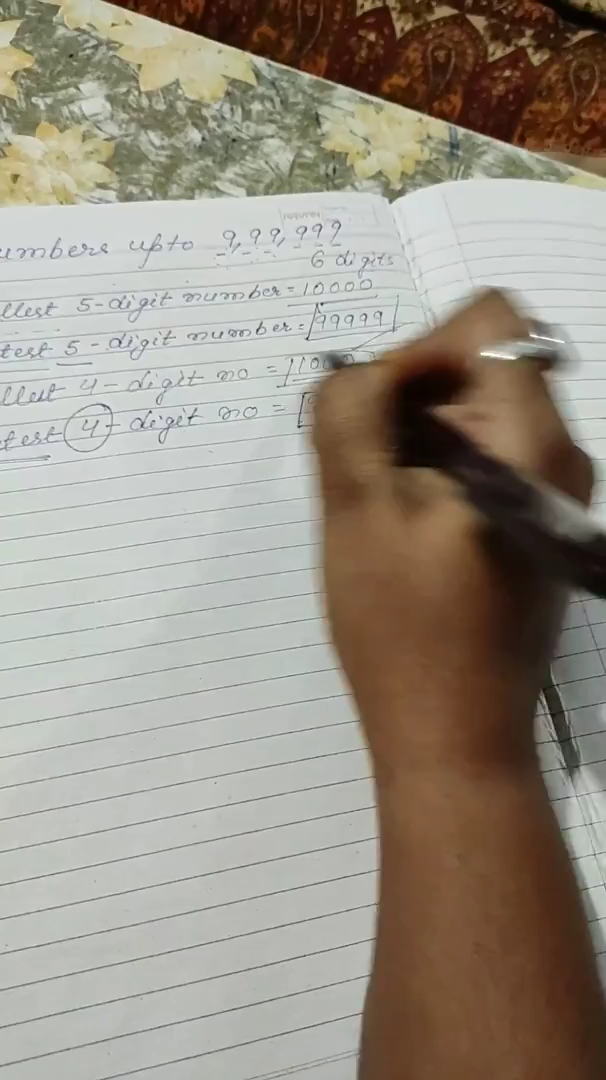 umbers upto 9,99,999
6 digits
llest 5-digit number = 10000
test 5-digit number = 99999
llest 4-digit no = 1000
test 4-digit no =